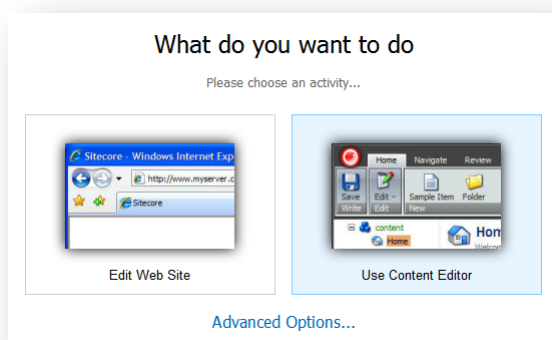 What do you want to do
Please choose an activity...
Sitecore - Windows Internet Exp
http://www.myserver.c
Sitecore
Edit Web Site
Home Navigate Review
Save Edit Sample Item Folder
Write Edit New
content
Home
Hom
Welcom
Use Content Editor
Advanced Options...